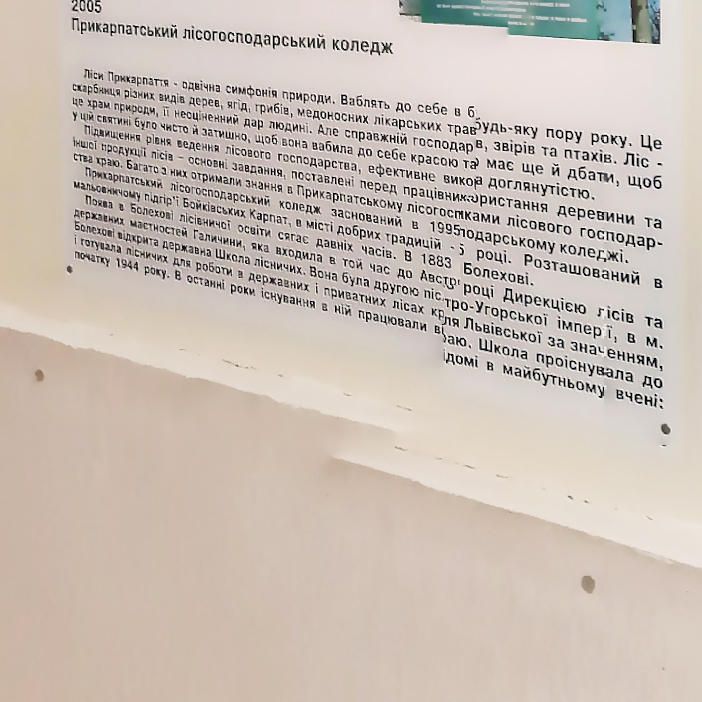 2005
Прикарпатський лісогосподарський коледж
Ліси Прикарпаття - одвічна симфонія природи. Ваблять до себе в будь-яку пору року. Це
скарбниця різних видів дерев, ягід, грибів, медоносних лікарських трав, звірів та птахів. Ліс -
це храм природи, її неоціненний дар людині. Але справжній господар має ще й дбати, щоб
у цій святині було чисто й затишно, щоб вона вабила до себе красою та доглянутістю.
Підвищення рівня ведення лісового господарства, ефективне використання деревини та
іншої продукції лісів - основні завдання, поставлені перед працівниками лісового господар-
ства краю. Багато з них отримали знання в Прикарпатському лісогосподарському коледжі.
Прикарпатський лісогосподарський коледж заснований в 1995 році. Розташований в
мальовничому підгір'ї Бойківських Карпат, в місті добрих традицій - Болехові.
Поява в Болехові лісівничої освіти сягає давніх часів. В 1883 році Дирекцією лісів та
державних маєтностей Галичини, яка входила в той час до Австро-Угорської імперії, в м.
Болехові відкрита державна Школа лісничих. Вона була другою після Львівської за значенням,
і готувала лісничих для роботи в державних і приватних лісах краю. Школа проіснувала до
початку 1944 року. В останні роки існування в ній працювали відомі в майбутньому вчені: